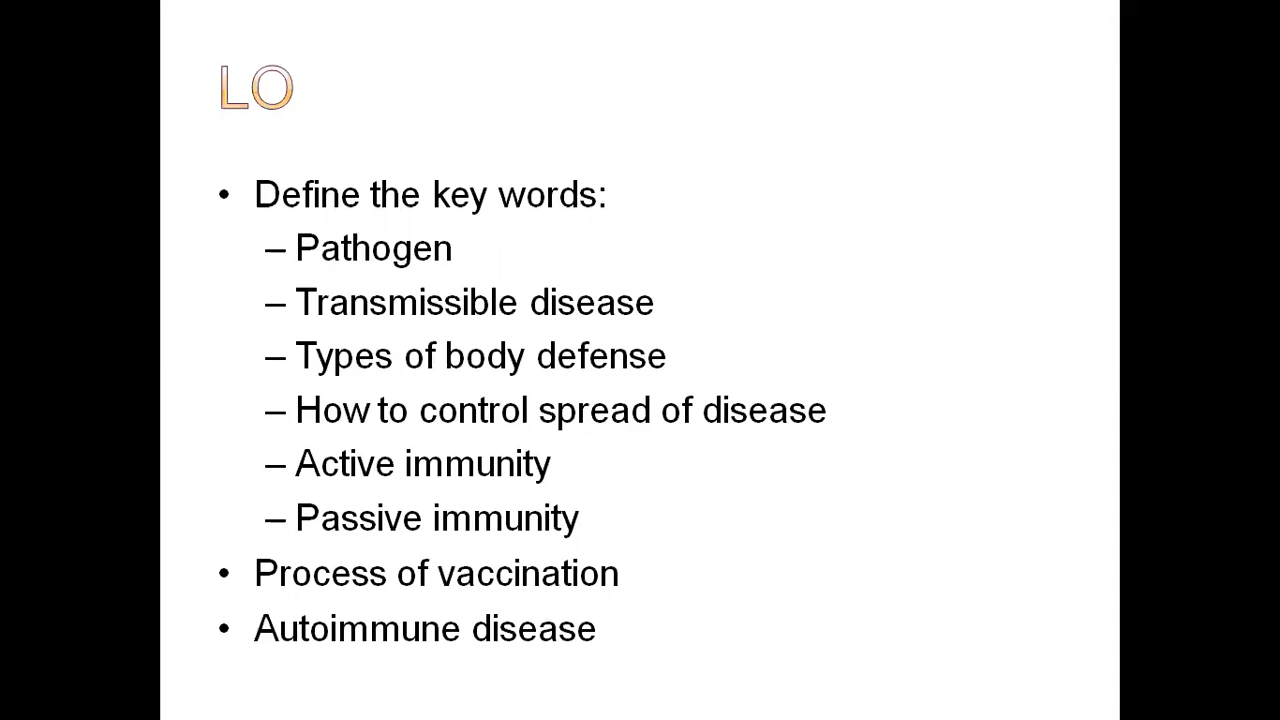 LO
• Define the key words:
– Pathogen
– Transmissible disease
– Types of body defense
– How to control spread of disease
– Active immunity
– Passive immunity
• Process of vaccination
• Autoimmune disease